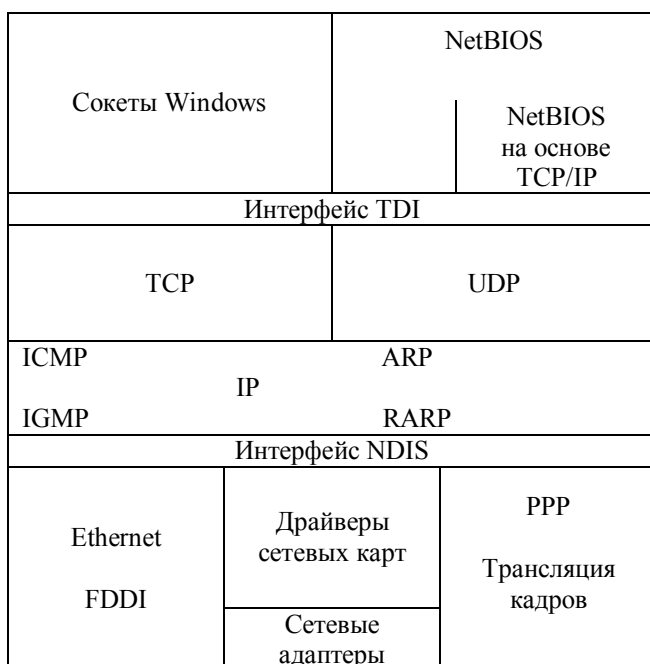 Сокеты Windows
NetBIOS
NetBIOS
на основе
TCP/IP
Интерфейс TDI
TCP
UDP
ICMP ARP
IP
IGMP RARP
Интерфейс NDIS
Ethernet
FDDI
Драйверы
сетевых карт
Сетевые
адаптеры
PPP
Трансляция
кадров